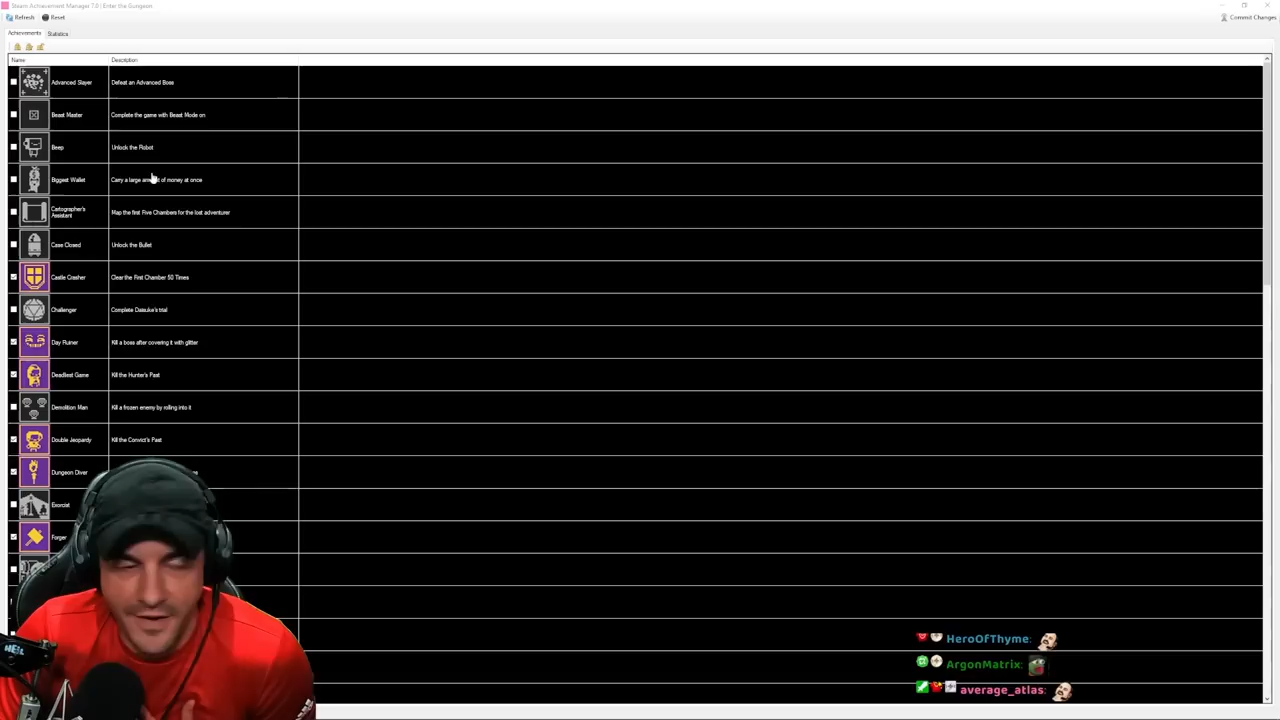 Steam Achievement Manager 7.0 | Enter the Gungeon
Refresh Reset Commit Changes
Achievements Statistics
Name Description
Advanced Slayer Defeat an Advanced Boss
Beast Master Complete the game with Beast Mode on
Beep Unlock the Robot
Biggest Wallet Carry a large of money at once
Cartographer's
Assistant
Map the first Five Chambers for the lost adventurer
Case Closed Unlock the Bullet
Castle Crasher Clear the First Chamber 50 Times
Challenger Complete Daisuke's trial
Day Ruiner Kill a boss after covering it with glitter
Deadliest Game Kill the Hunter's Past
Demolition Man Kill a frozen enemy by rolling into it
Double Jeopardy Kill the Convict's Past
Dungeon Diver
Exorcist
Forger
HeroOfThyme:
ArgonMatrix:
average_atlas: